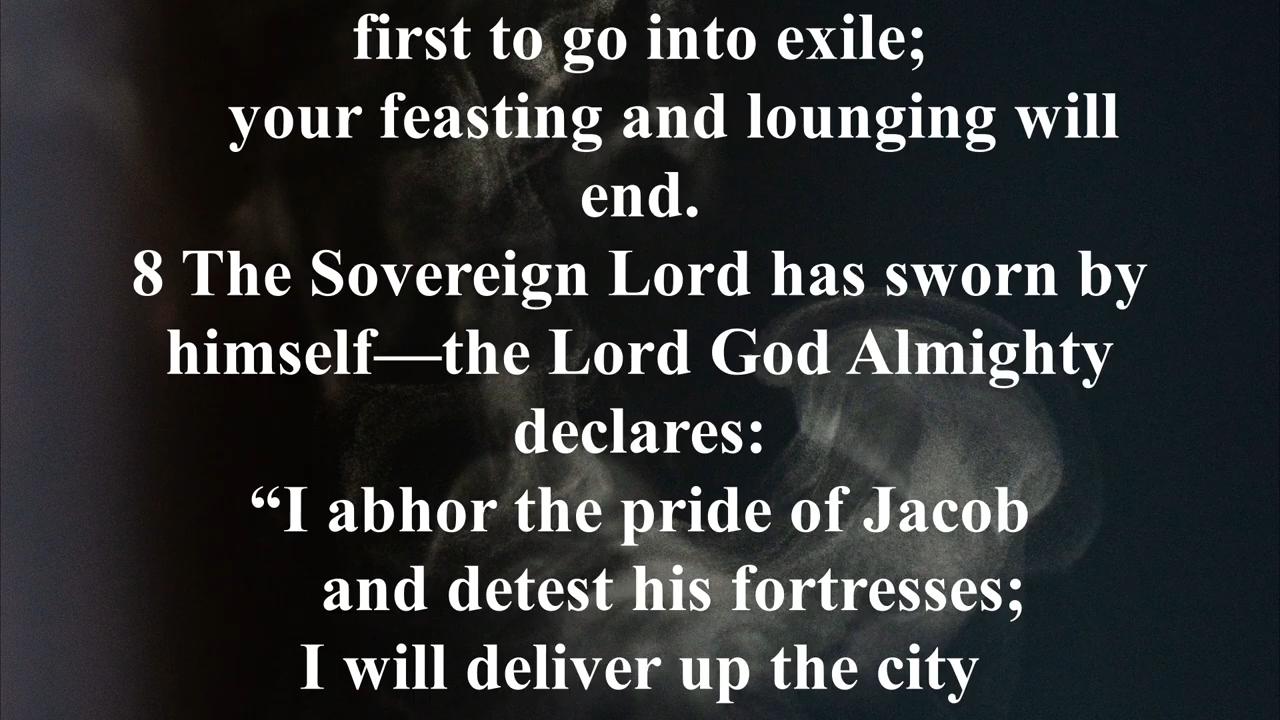 first to go into exile;
your feasting and lounging will
end.
8 The Sovereign Lord has sworn by
himself—the Lord God Almighty
declares:
“I abhor the pride of Jacob
and detest his fortresses;
I will deliver up the city